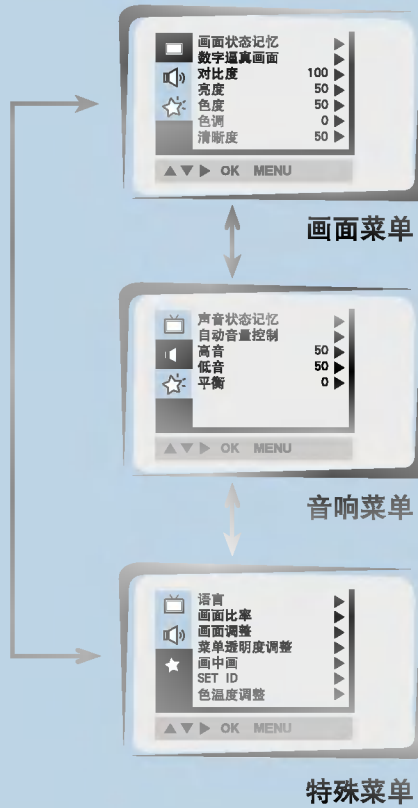 画面状态记忆
数字逼真画面
对比度 100 ▶
亮度 50 ▶
色度 50 ▶
色调 0 ▶
清晰度 50 ▶
▲▼▶ OK MENU
画面菜单
声音状态记忆
自动音量控制
高音 50 ▶
低音 50 ▶
平衡 0 ▶
▲▼▶ OK MENU
音响菜单
语言
画面比率
画面调整
菜单透明度调整
画中画
SET ID
色温度调整
▲▼▶ OK MENU
特殊菜单